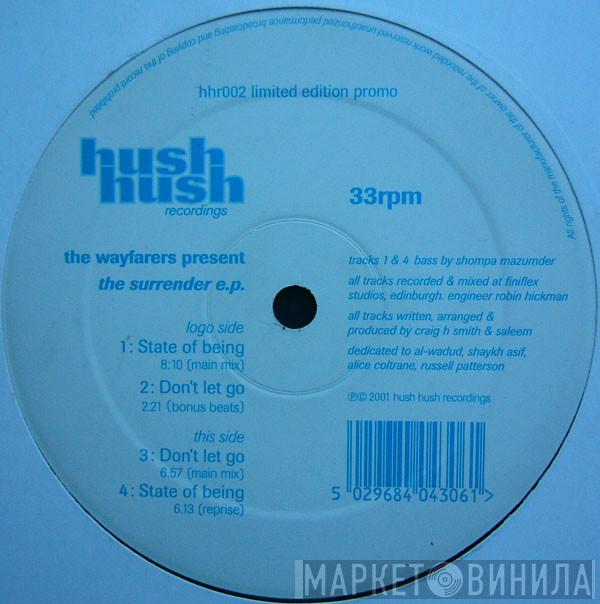 All rights of the manufacturer of the owner of the recorded work reserved unauthorized performance broadcasting and copying of this record prohibited
hhr002 limited edition promo
hush
hush
recordings
33rpm
the wayfarers present
the surrender e.p.
logo side
1: State of being
8:10 (main mix)
2: Don't let go
2.21 (bonus beats)
this side
3: Don't let go
6.57 (main mix)
4: State of being
6.13 (reprise)
tracks 1 & 4 bass by shompa mazumder
all tracks recorded & mixed at finiflex
studios, edinburgh. engineer robin hickman
all tracks written, arranged &
produced by craig h smith & saleem
dedicated to al-wadud, shaykh asif,
alice coltrane, russell patterson
℗© 2001 hush hush recordings
5 029684 043061 >
МАРКЕТ ВИНИЛА